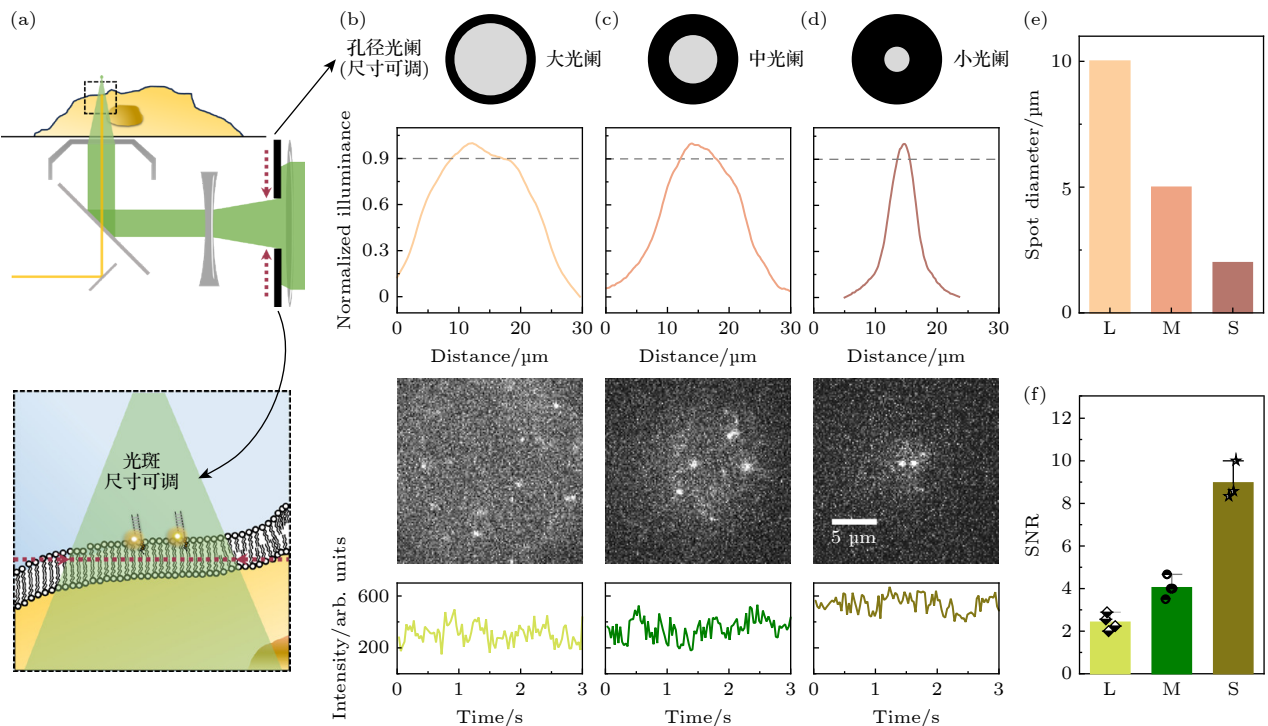 (a)
孔径光阑
(尺寸可调)
光斑
尺寸可调
(b)
大光阑
(c)
中光阑
(d)
小光阑
Normalized illuminance
0.9
0.6
0.3
0
0 10 20 30
Distance/µm
0 10 20 30
Distance/µm
0 10 20 30
Distance/µm
5 µm
Intensity/arb. units
600
200
0 1 2 3
Time/s
0 1 2 3
Time/s
0 1 2 3
Time/s
(e)
Spot diameter/µm
10
5
0
L M S
(f)
SNR
12
10
8
6
4
2
0
L M S